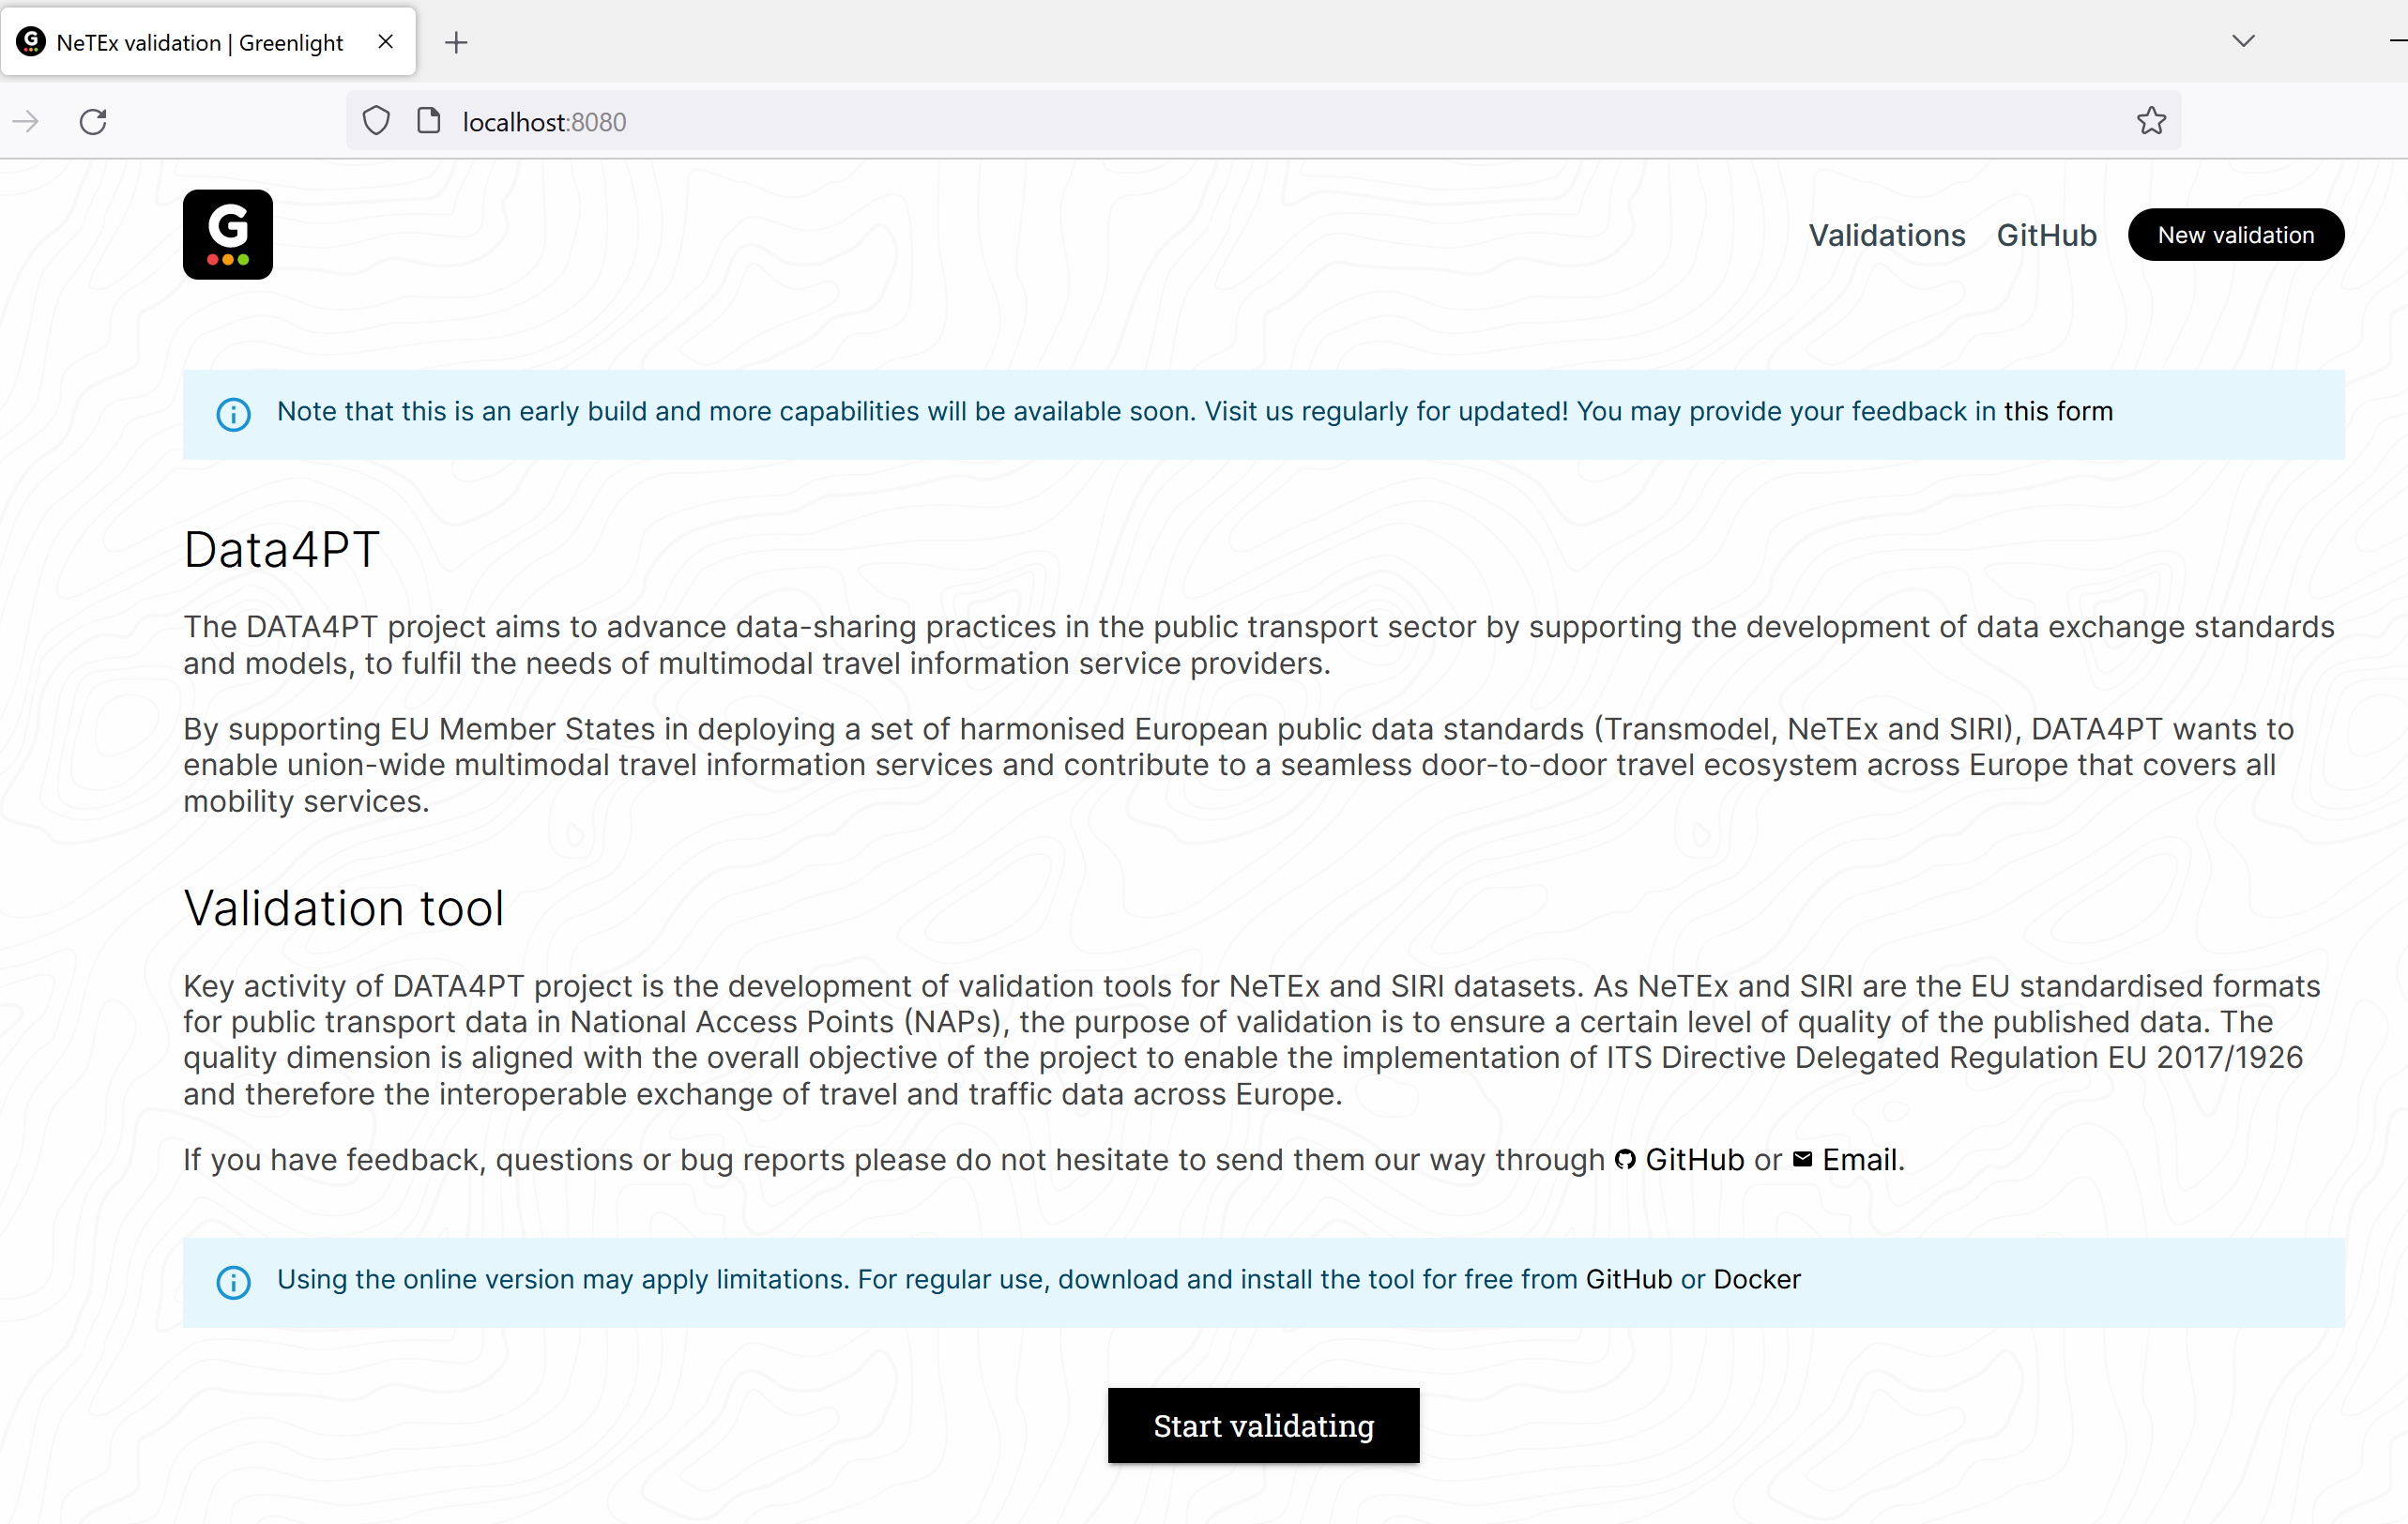 NeTEx validation | Greenlight
localhost:8080
G
Validations GitHub New validation
Note that this is an early build and more capabilities will be available soon. Visit us regularly for updated! You may provide your feedback in this form
Data4PT
The DATA4PT project aims to advance data-sharing practices in the public transport sector by supporting the development of data exchange standards
and models, to fulfil the needs of multimodal travel information service providers.
By supporting EU Member States in deploying a set of harmonised European public data standards (Transmodel, NeTEx and SIRI), DATA4PT wants to
enable union-wide multimodal travel information services and contribute to a seamless door-to-door travel ecosystem across Europe that covers all
mobility services.
Validation tool
Key activity of DATA4PT project is the development of validation tools for NeTEx and SIRI datasets. As NeTEx and SIRI are the EU standardised formats
for public transport data in National Access Points (NAPs), the purpose of validation is to ensure a certain level of quality of the published data. The
quality dimension is aligned with the overall objective of the project to enable the implementation of ITS Directive Delegated Regulation EU 2017/1926
and therefore the interoperable exchange of travel and traffic data across Europe.
If you have feedback, questions or bug reports please do not hesitate to send them our way through GitHub or Email.
Using the online version may apply limitations. For regular use, download and install the tool for free from GitHub or Docker
Start validating